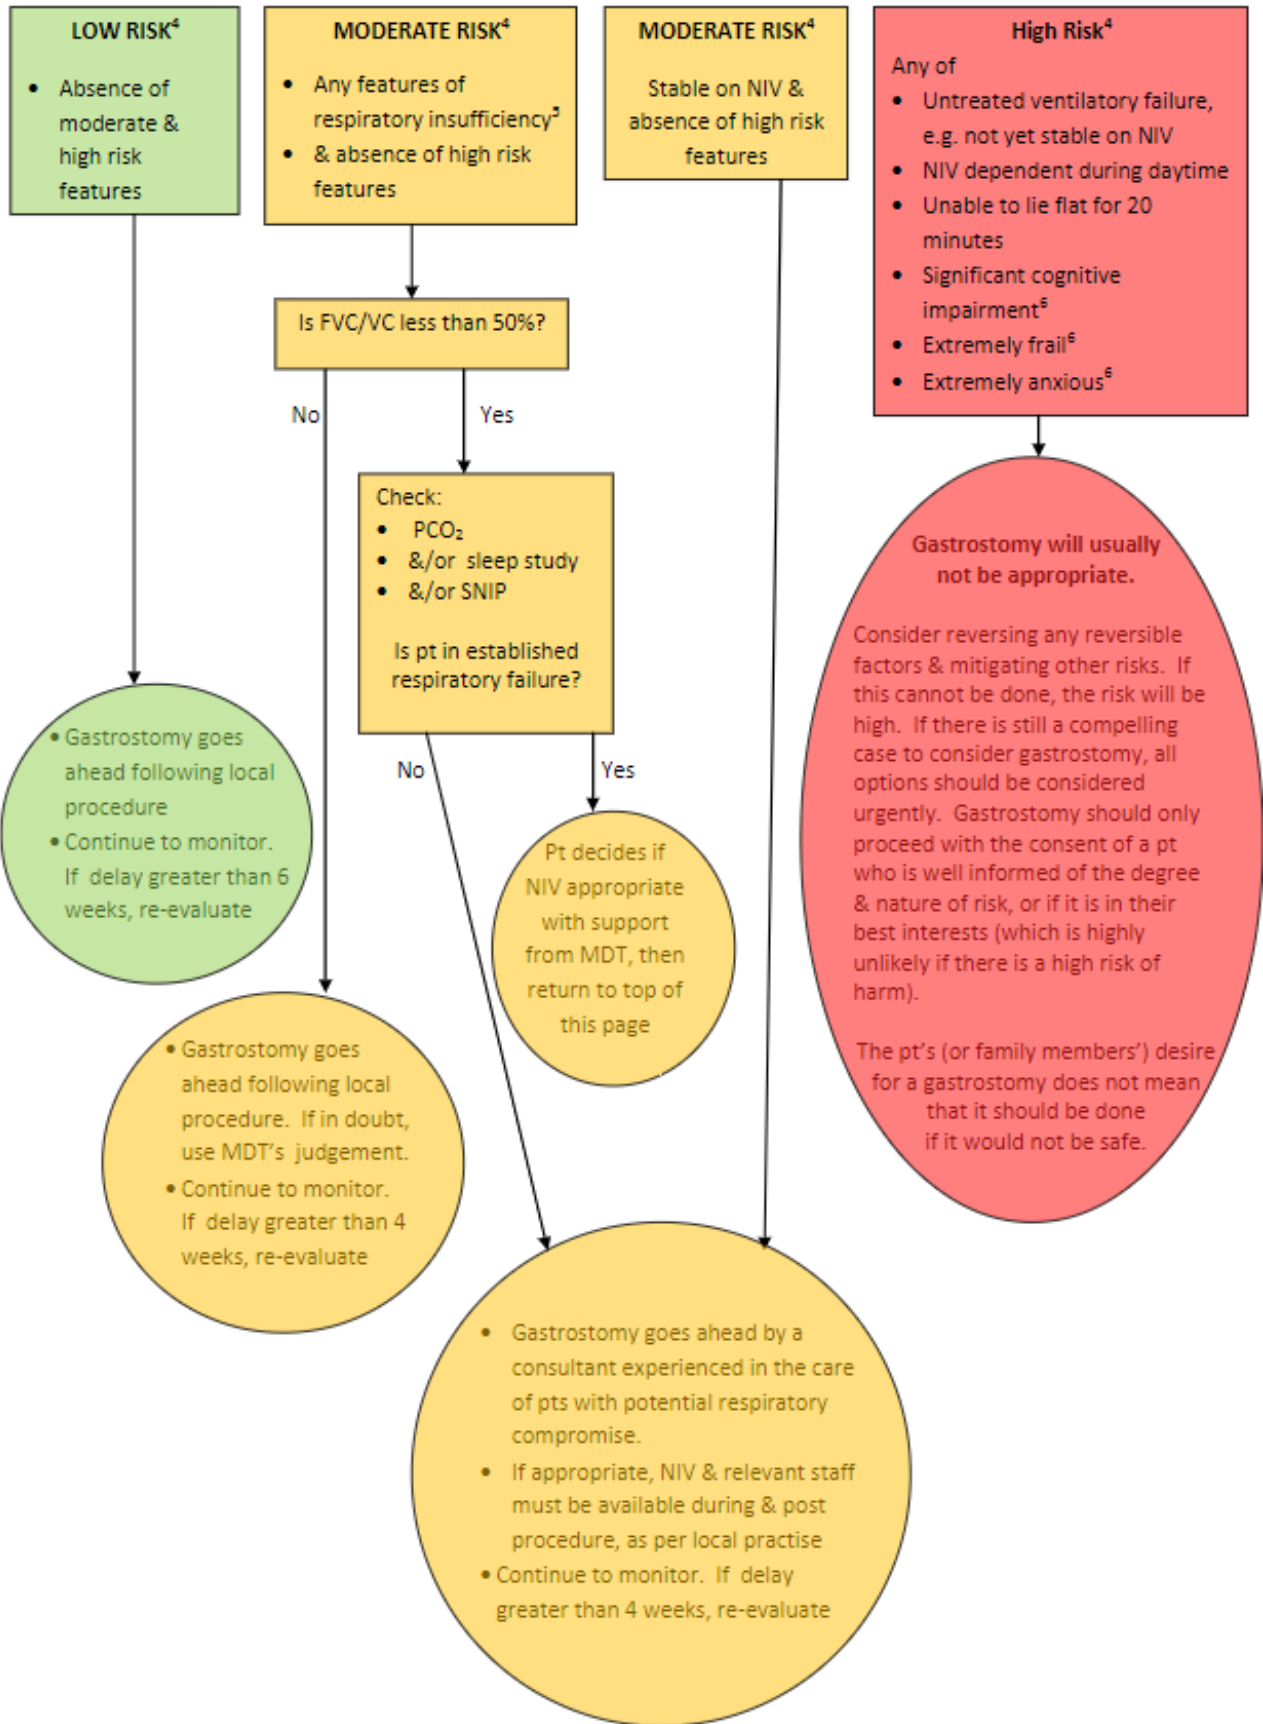 LOW RISK⁴
• Absence of
moderate &
high risk
features
MODERATE RISK⁴
• Any features of
respiratory insufficiency⁵
• & absence of high risk
features
MODERATE RISK⁴
Stable on NIV &
absence of high risk
features
High Risk⁴
Any of
• Untreated ventilatory failure,
e.g. not yet stable on NIV
• NIV dependent during daytime
• Unable to lie flat for 20
minutes
• Significant cognitive
impairment⁶
• Extremely frail⁶
• Extremely anxious⁶
Is FVC/VC less than 50%?
No
Yes
Check:
• PCO₂
• &/or sleep study
• &/or SNIP
Is pt in established
respiratory failure?
No
Yes
• Gastrostomy goes
ahead following local
procedure
• Continue to monitor.
If delay greater than 6
weeks, re-evaluate
Pt decides if
NIV appropriate
with support
from MDT, then
return to top of
this page
• Gastrostomy goes
ahead following local
procedure. If in doubt,
use MDT's judgement.
• Continue to monitor.
If delay greater than 4
weeks, re-evaluate
Gastrostomy will usually
not be appropriate.
Consider reversing any reversible
factors & mitigating other risks. If
this cannot be done, the risk will be
high. If there is still a compelling
case to consider gastrostomy, all
options should be considered
urgently. Gastrostomy should only
proceed with the consent of a pt
who is well informed of the degree
& nature of risk, or if it is in their
best interests (which is highly
unlikely if there is a high risk of
harm).
The pt's (or family members') desire
for a gastrostomy does not mean
that it should be done
if it would not be safe.
• Gastrostomy goes ahead by a
consultant experienced in the care
of pts with potential respiratory
compromise.
• If appropriate, NIV & relevant staff
must be available during & post
procedure, as per local practise
• Continue to monitor. If delay
greater than 4 weeks, re-evaluate